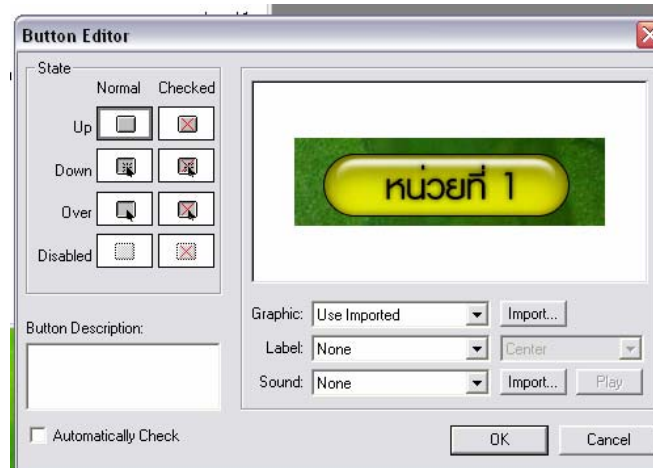 Button Editor
State
Normal Checked
Up
Down
Over
Disabled
หน่วยที่ 1
Graphic: Use Imported Import...
Button Description:
Label: None Center
Sound: None Import... Play
Automatically Check
OK Cancel